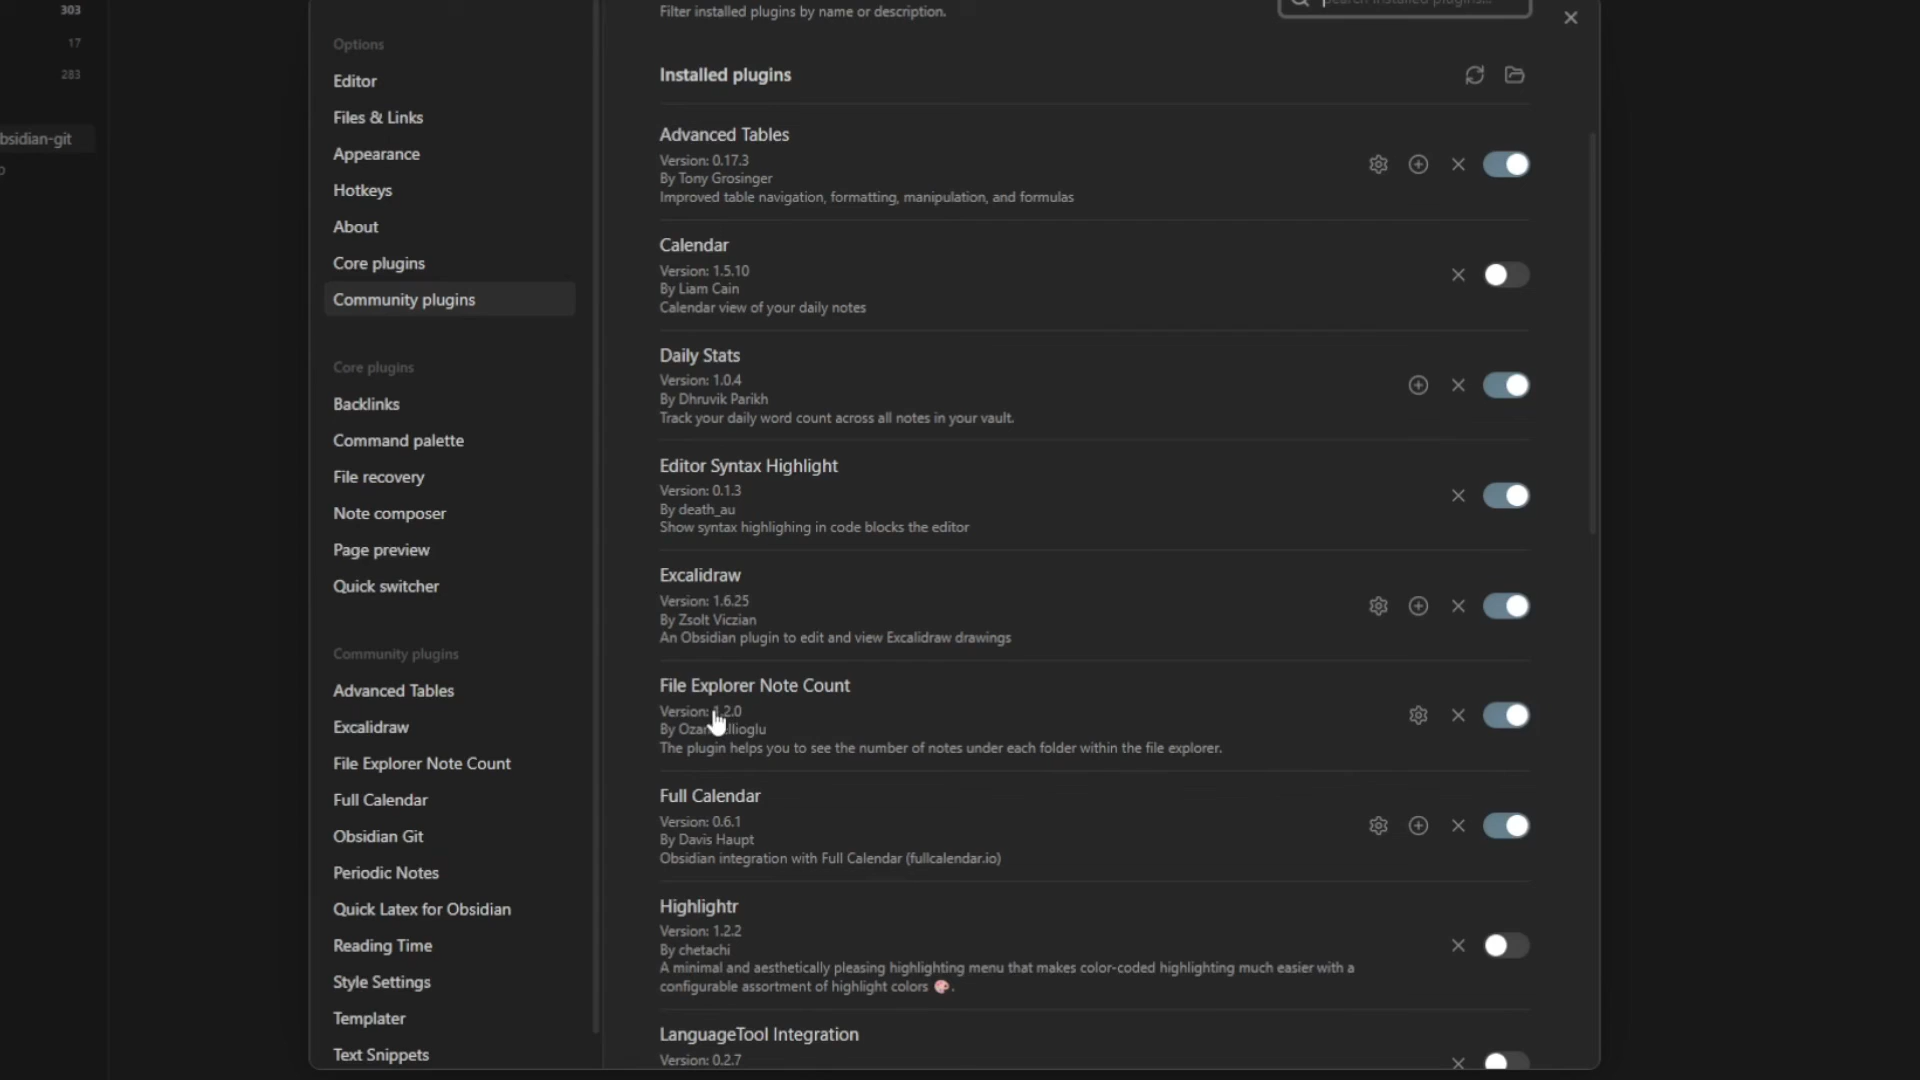 303
17
283
bsidian-git
Options
Editor
Files & Links
Appearance
Hotkeys
About
Core plugins
Community plugins
Core plugins
Backlinks
Command palette
File recovery
Note composer
Page preview
Quick switcher
Community plugins
Advanced Tables
Excalidraw
File Explorer Note Count
Full Calendar
Obsidian Git
Periodic Notes
Quick Latex for Obsidian
Reading Time
Style Settings
Templater
Text Snippets
Filter installed plugins by name or description.
Search installed plugins...
Installed plugins
Advanced Tables
Version: 0.17.3
By Tony Grosinger
Improved table navigation, formatting, manipulation, and formulas
Calendar
Version: 1.5.10
By Liam Cain
Calendar view of your daily notes
Daily Stats
Version: 1.0.4
By Dhruvik Parikh
Track your daily word count across all notes in your vault.
Editor Syntax Highlight
Version: 0.1.3
By death_au
Show syntax highlighing in code blocks the editor
Excalidraw
Version: 1.6.25
By Zsolt Viczian
An Obsidian plugin to edit and view Excalidraw drawings
File Explorer Note Count
Version: 1.2.0
By
The plugin helps you to see the number of notes under each folder within the file explorer.
Full Calendar
Version: 0.6.1
By Davis Haupt
Obsidian integration with Full Calendar (fullcalendar.io)
Highlightr
Version: 1.2.2
By chetachi
A minimal and aesthetically pleasing highlighting menu that makes color-coded highlighting much easier with a
configurable assortment of highlight colors 🎨.
LanguageTool Integration
Version: 0.2.7